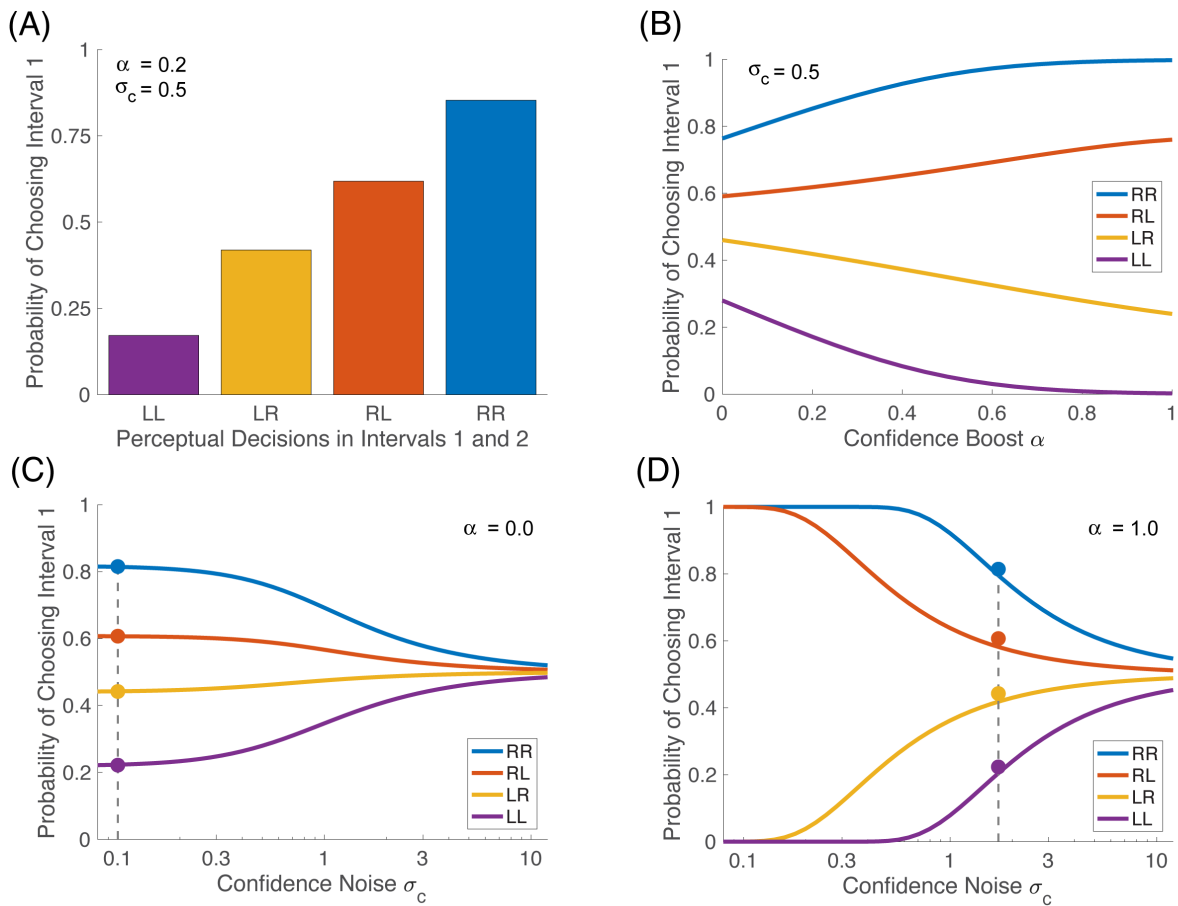 (A)
Probability of Choosing Interval 1
1
0.75
0.5
0.25
0
α = 0.2
σc = 0.5
LL LR RL RR
Perceptual Decisions in Intervals 1 and 2
(B)
Probability of Choosing Interval 1
1
0.8
0.6
0.4
0.2
0
σc = 0.5
RR
RL
LR
LL
0 0.2 0.4 0.6 0.8 1
Confidence Boost α
(C)
Probability of Choosing Interval 1
1
0.8
0.6
0.4
0.2
0
α = 0.0
RR
RL
LR
LL
0.1 0.3 1 3 10
Confidence Noise σc
(D)
Probability of Choosing Interval 1
1
0.8
0.6
0.4
0.2
0
α = 1.0
RR
RL
LR
LL
0.1 0.3 1 3 10
Confidence Noise σc